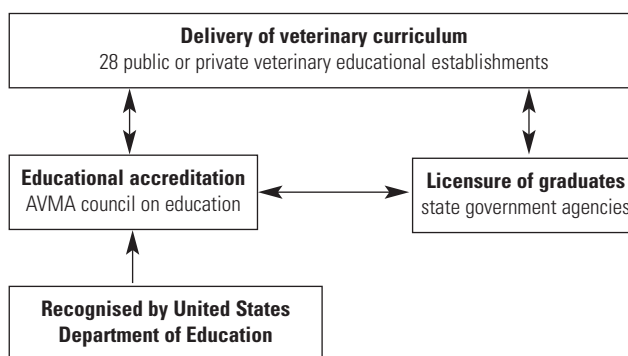 Delivery of veterinary curriculum
28 public or private veterinary educational establishments
Educational accreditation
AVMA council on education
Licensure of graduates
state government agencies
Recognised by United States
Department of Education